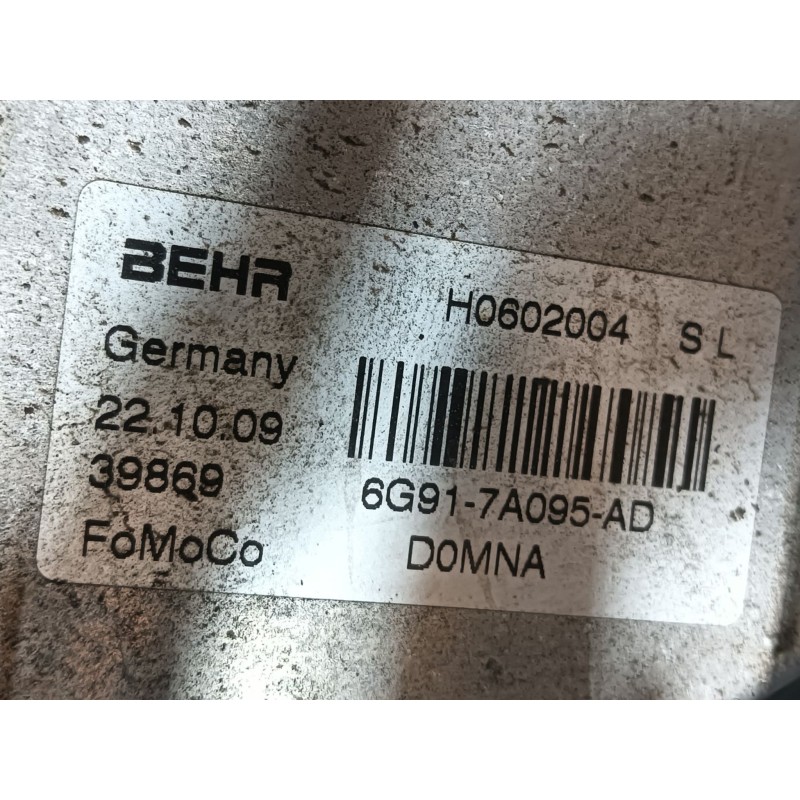 BEHR
H0602004 S L
Germany
22.10.09
39869
6G91-7A095-AD
FoMoCo
D0MNA